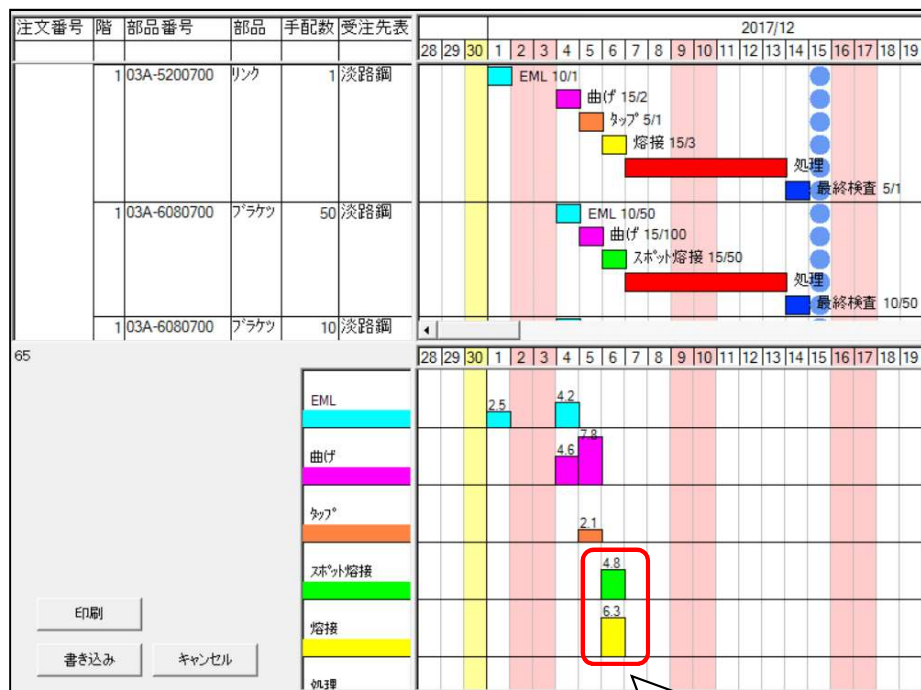 注文番号 階 部品番号 部品 手配数 受注先表 2017/12
28 29 30 1 2 3 4 5 6 7 8 9 10 11 12 13 14 15 16 17 18 19
1 03A-5200700 リンク 1 淡路鋼 EML 10/1
曲げ 15/2
タップ 5/1
熔接 15/3
処理
最終検査 5/1
1 03A-6080700 ブラケツ 50 淡路鋼 EML 10/50
曲げ 15/100
スポット熔接 15/50
処理
最終検査 10/50
1 03A-6080700 ブラケツ 10 淡路鋼
65 28 29 30 1 2 3 4 5 6 7 8 9 10 11 12 13 14 15 16 17 18 19
EML 2.5 4.2
曲げ 4.6 7.8
タップ 2.1
スポット熔接 4.8
熔接 6.3
処理
印刷
書き込み キャンセル